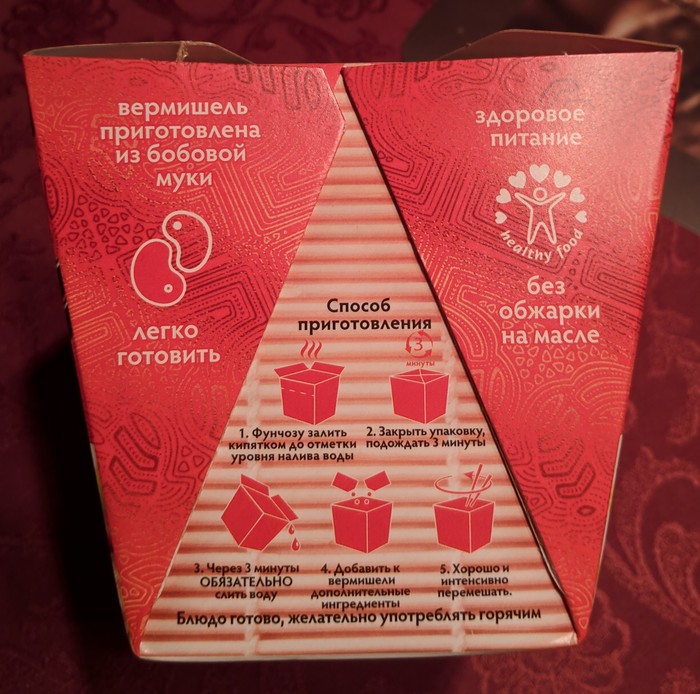 вермишель
приготовлена
из бобовой
муки
легко
готовить
здоровое
питание
healthy food
без
обжарки
на масле
Способ
приготовления
3
минуты
1. Фунчозу залить
кипятком до отметки
уровня налива воды
2. Закрыть упаковку,
подождать 3 минуты
3. Через 3 минуты
ОБЯЗАТЕЛЬНО
слить воду
4. Добавить к
вермишели
дополнительные
ингредиенты
5. Хорошо и
интенсивно
перемешать.
Блюдо готово, желательно употреблять горячим